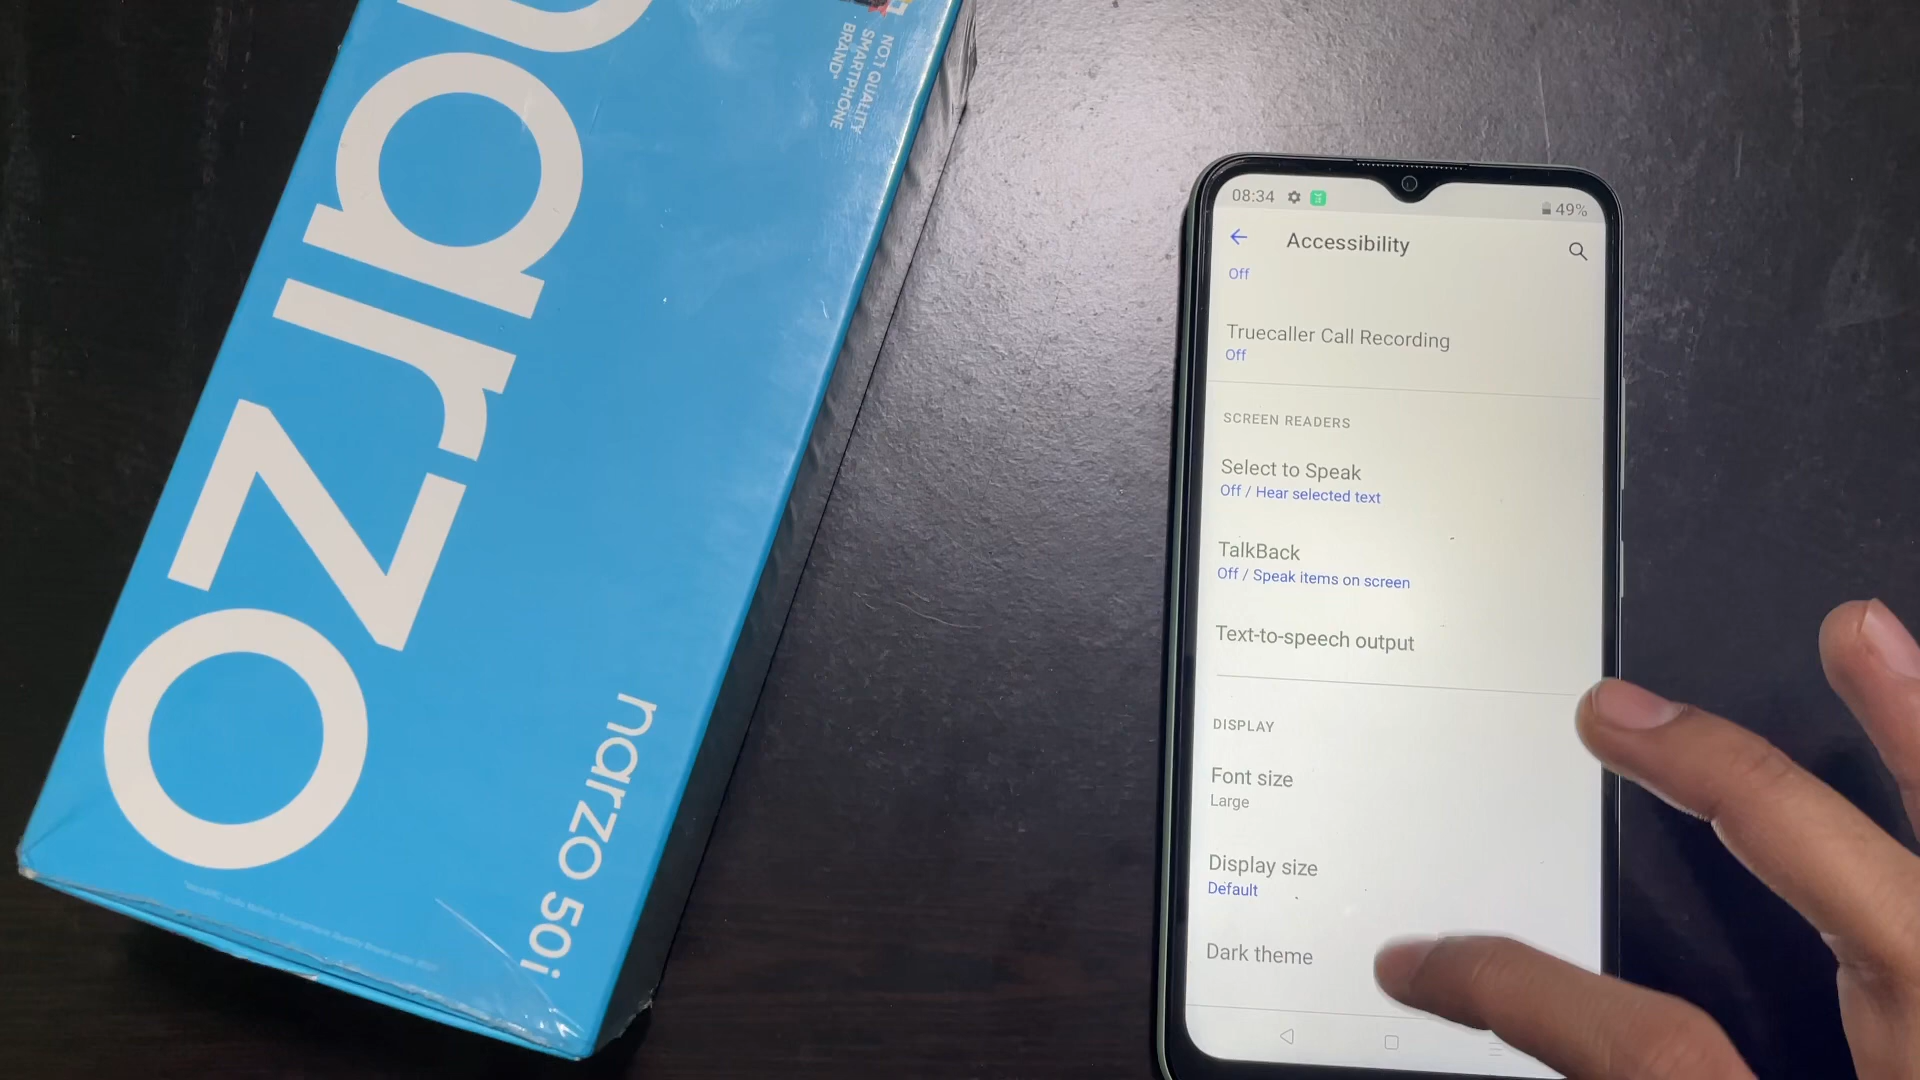 narzo
NO.1 QUALITY
SMARTPHONE
BRAND*
narzo 50i
08:34
49%
Accessibility
Off
Truecaller Call Recording
Off
SCREEN READERS
Select to Speak
Off / Hear selected text
TalkBack
Off / Speak items on screen
Text-to-speech output
DISPLAY
Font size
Large
Display size
Default
Dark theme